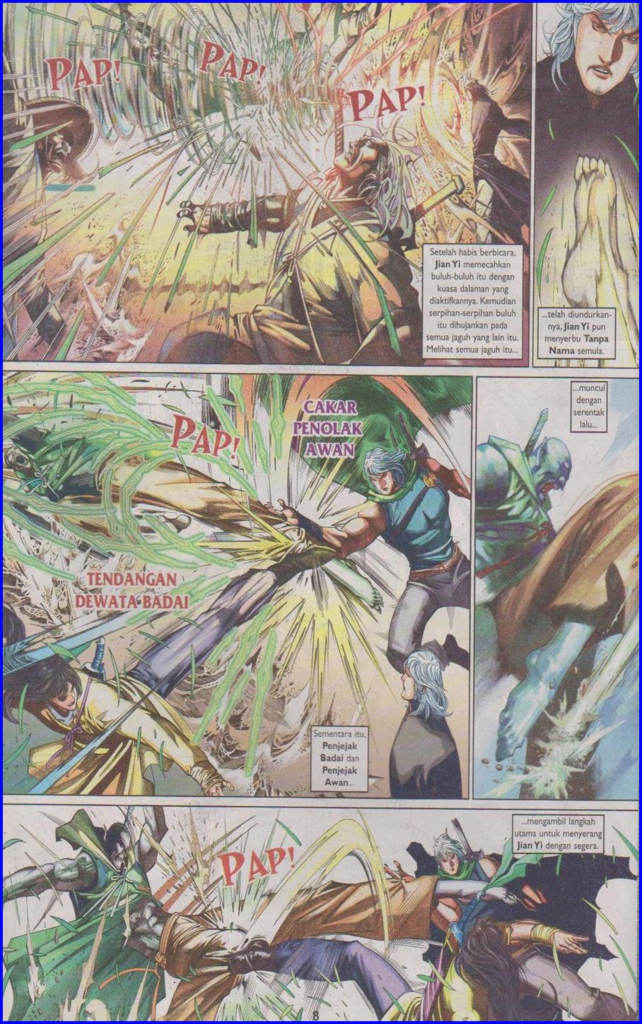 PAP!
PAP!
PAP!
Setelah habis berbicara,
Jian Yi memecahkan
buluh-buluh itu dengan
kuasa dalaman yang
diaktifkannya. Kemudian
serpihan-serpihan buluh
itu dihujankan pada
semua jaguh yang lain itu.
Melihat semua jaguh itu...
...telah diundurkan-
nya, Jian Yi pun
menyerbu Tanpa
Nama semula.
PAP!
CAKAR
PENOLAK
AWAN
TENDANGAN
DEWATA BADAI
Sementara itu,
Penjejak
Badai dan
Penjejak
Awan...
...muncul
dengan
serentak
lalu...
PAP!
...mengambil langkah
utama untuk menyerang
Jian Yi dengan segera.
8